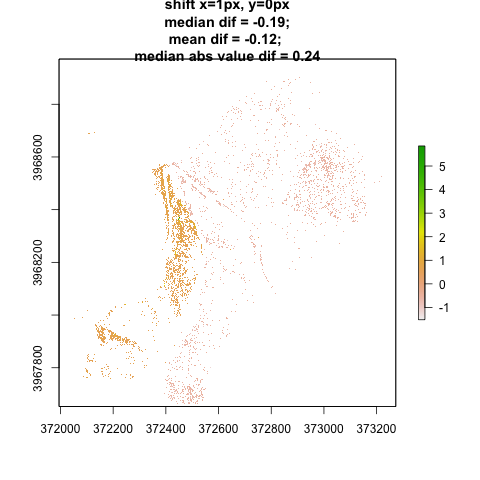 shift x=1px, y=0px
median dif = -0.19;
mean dif = -0.12;
median abs value dif = 0.24
3968600
3968200
3967800
5
4
3
2
1
0
-1
372000 372200 372400 372600 372800 373000 373200